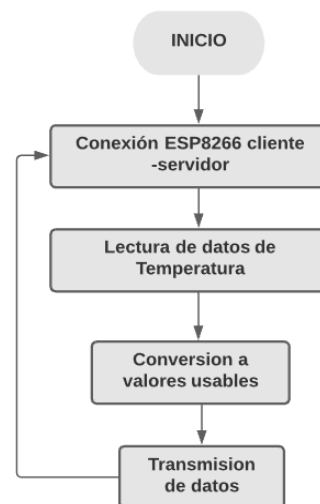 INICIO
Conexión ESP8266 cliente
-servidor
Lectura de datos de
Temperatura
Conversion a
valores usables
Transmision
de datos